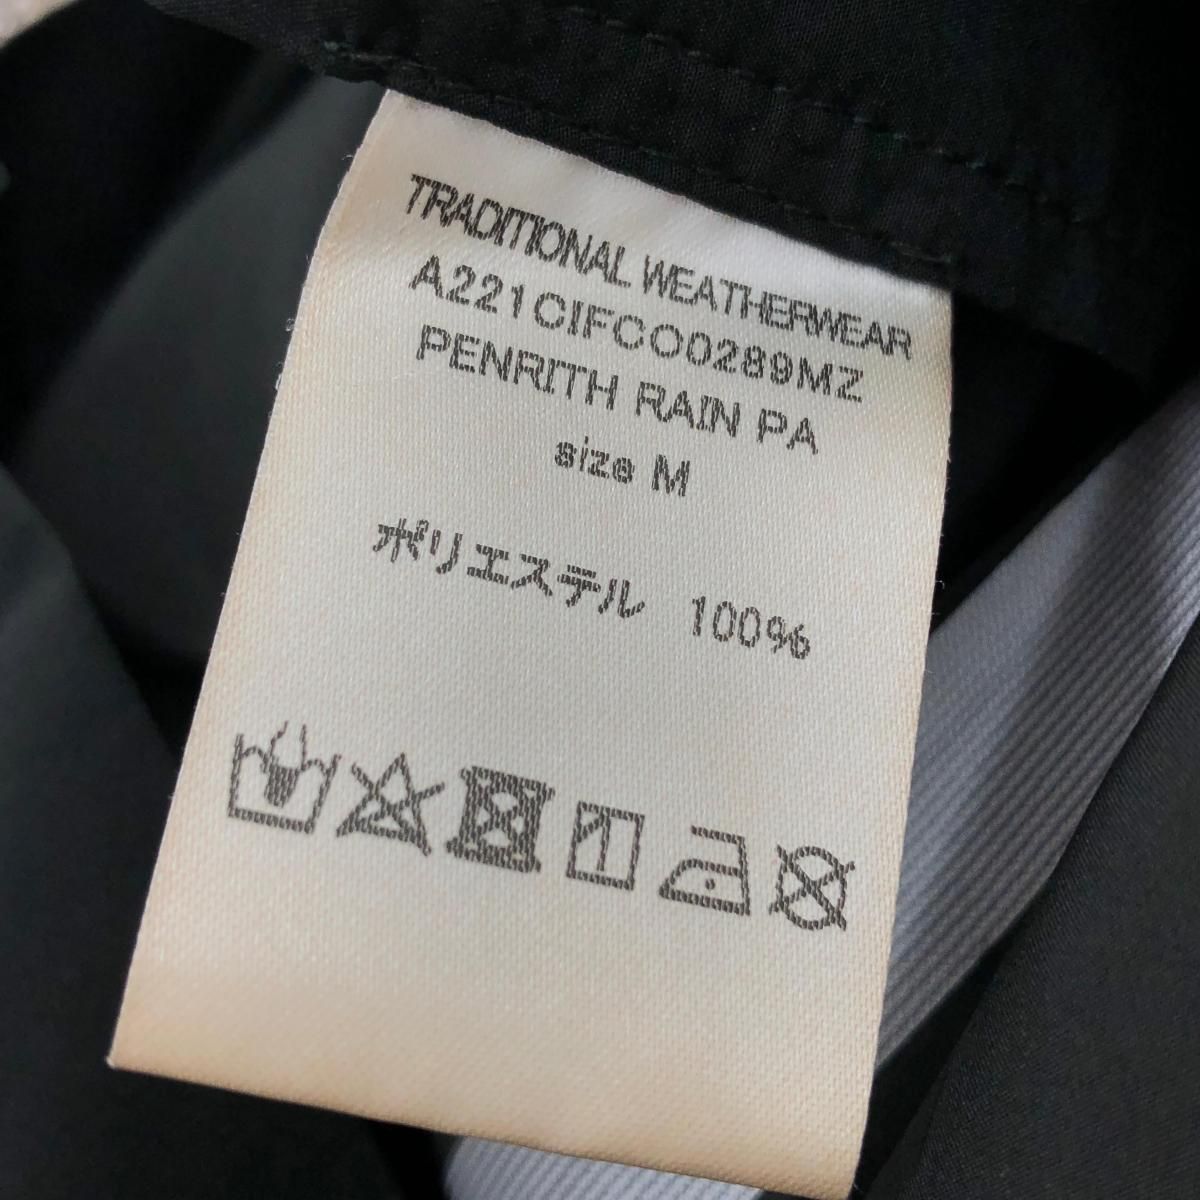 TRADITIONAL WEATHERWEAR
A221CIFCO0289MZ
PENRITH RAIN PA
size M
ポリエステル 100%